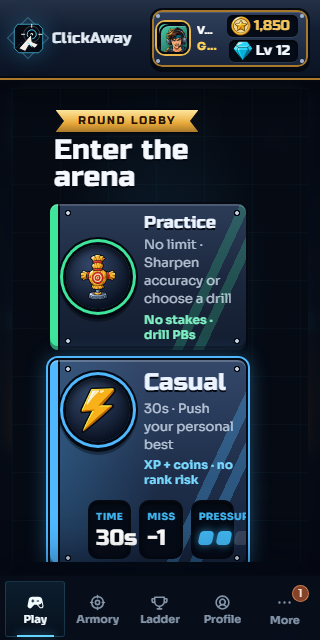 ClickAway
V...
G...
1,850
Lv 12
ROUND LOBBY
Enter the
arena
Practice
No limit ·
Sharpen
accuracy or
choose a drill
No stakes ·
drill PBs
Casual
30s · Push
your personal
best
XP + coins · no
rank risk
TIME MISS PRESSUR
30s -1
Play Armory Ladder Profile More
1